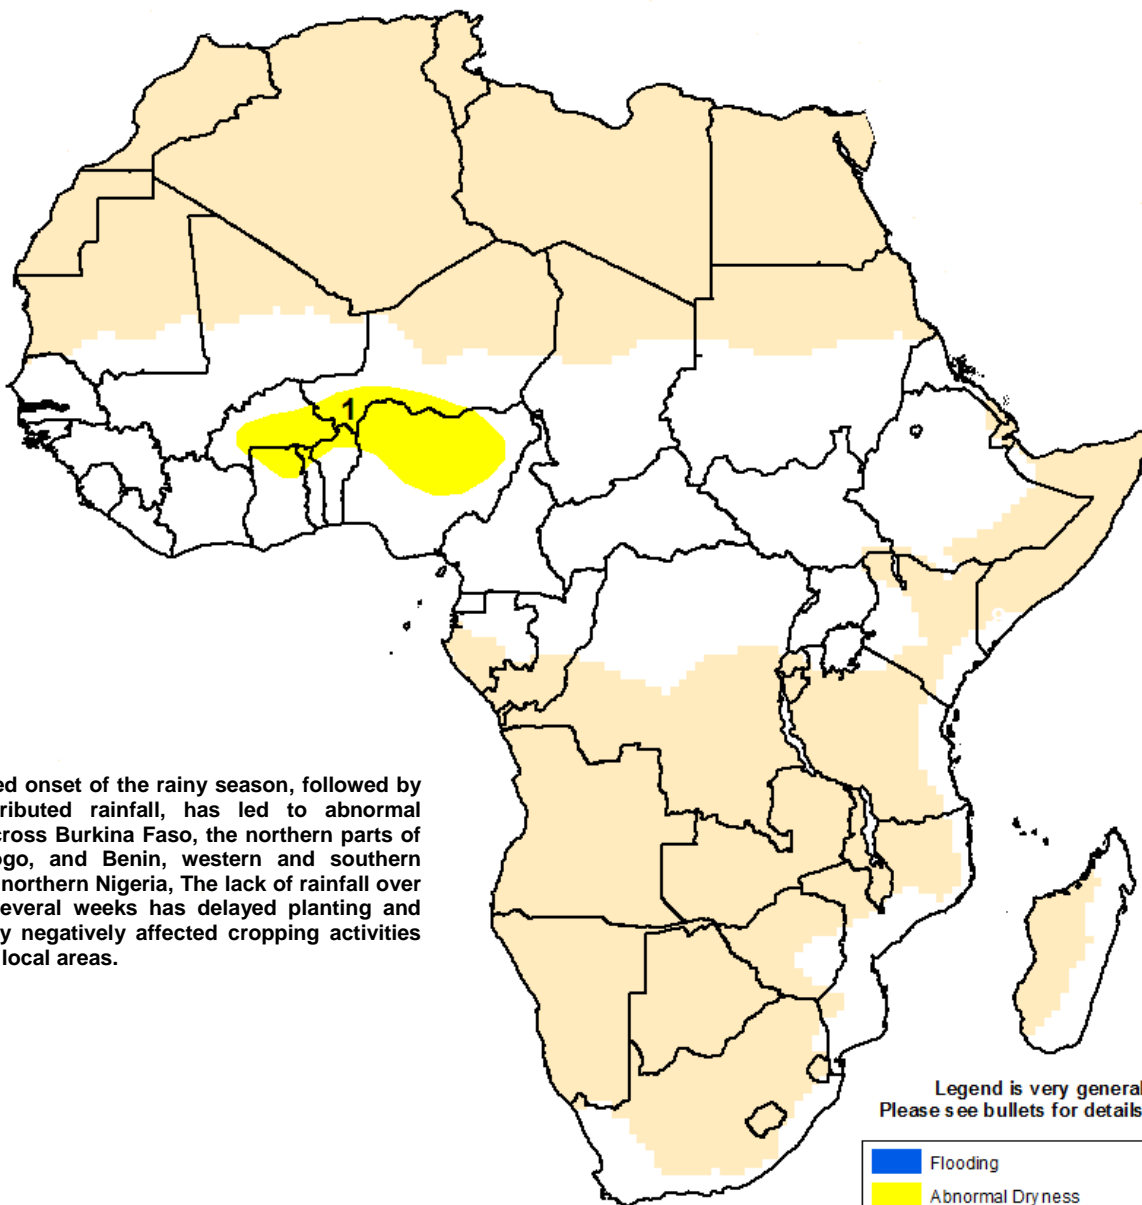 1
ed onset of the rainy season, followed by
ributed rainfall, has led to abnormal
cross Burkina Faso, the northern parts of
ogo, and Benin, western and southern
northern Nigeria, The lack of rainfall over
several weeks has delayed planting and
y negatively affected cropping activities
local areas.
Legend is very general
Please see bullets for details
Flooding
Abnormal Dryness